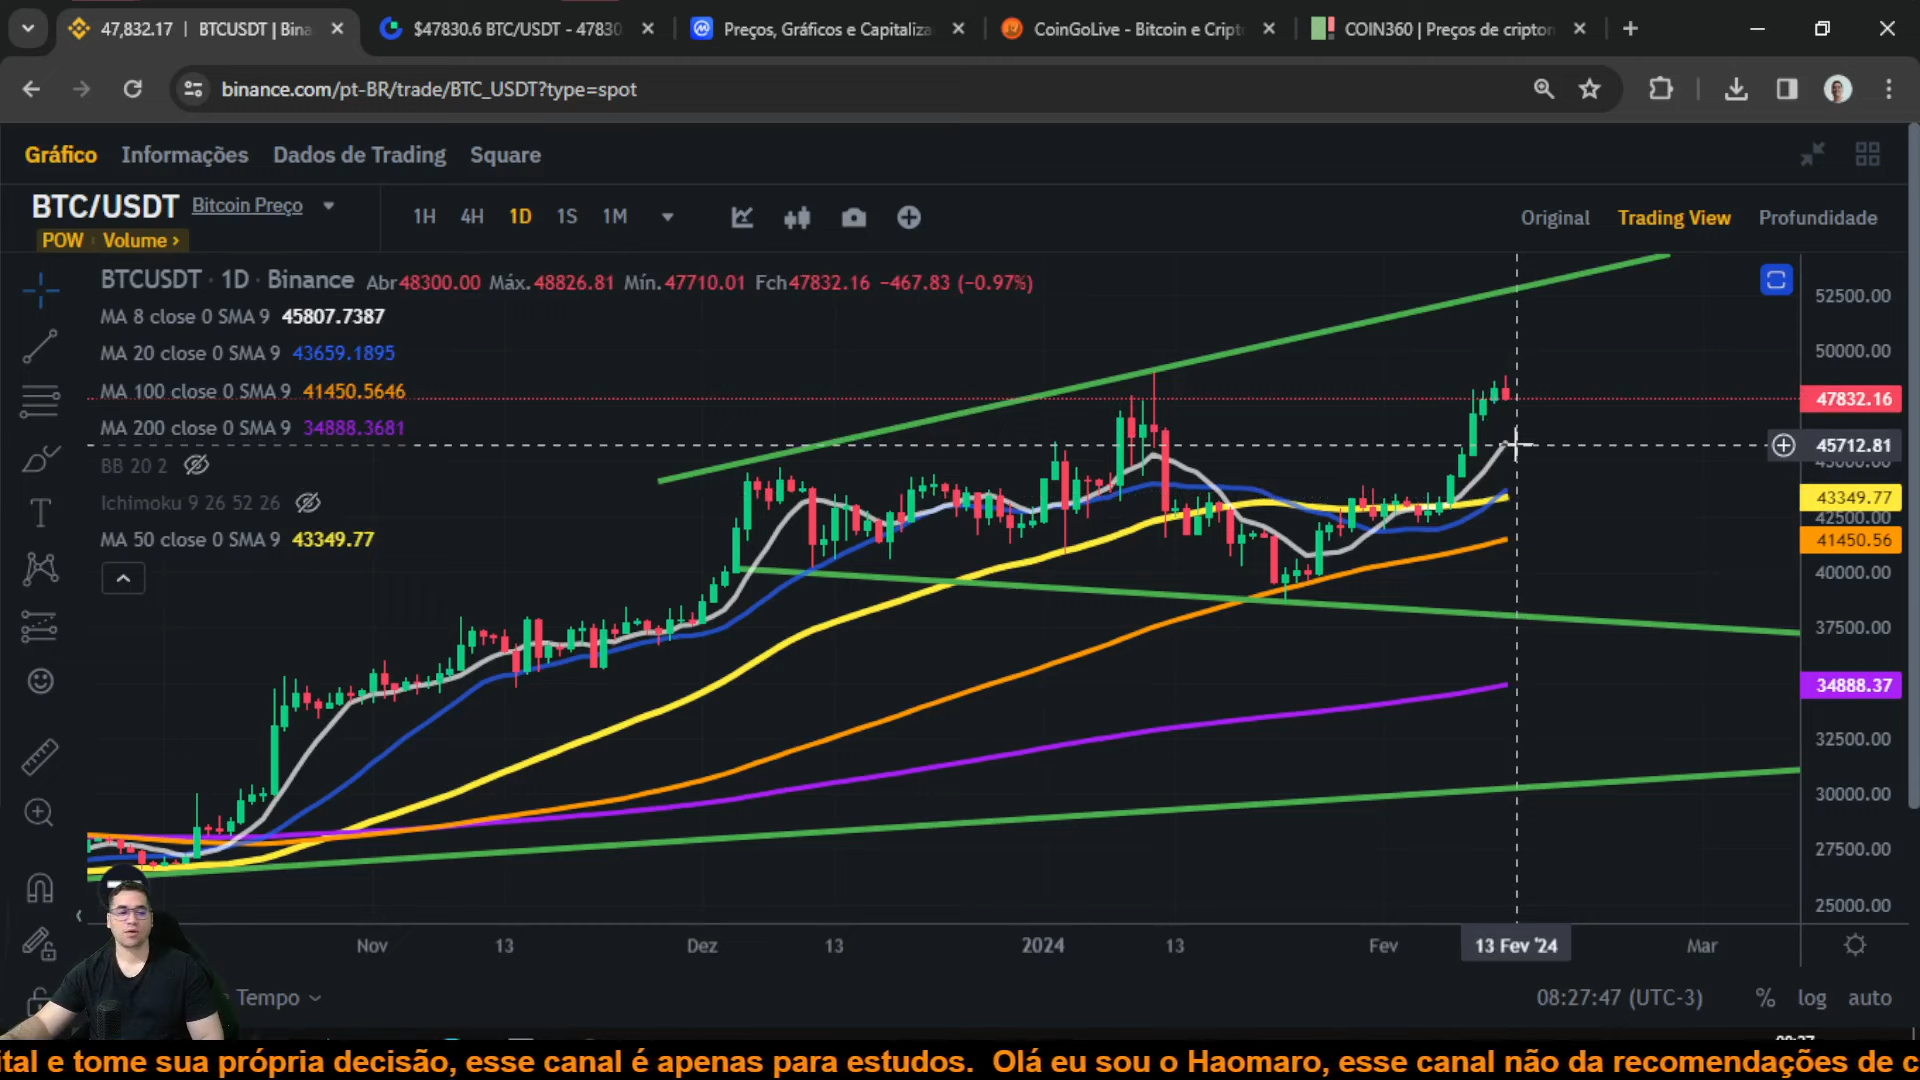 47,832.17 | BTCUSDT | Bina
$47830.6 BTC/USDT - 47830
Preços, Gráficos e Capitaliza
CoinGoLive - Bitcoin e Cript
COIN360 | Preços de cripton
binance.com/pt-BR/trade/BTC_USDT?type=spot
Gráfico Informações Dados de Trading Square
BTC/USDT Bitcoin Preço
POW Volume >
1H 4H 1D 1S 1M
Original Trading View Profundidade
BTCUSDT · 1D · Binance Abr48300.00 Máx.48826.81 Mín.47710.01 Fch47832.16 −467.83 (−0.97%)
MA 8 close 0 SMA 9 45807.7387
MA 20 close 0 SMA 9 43659.1895
MA 100 close 0 SMA 9 41450.5646
MA 200 close 0 SMA 9 34888.3681
BB 20 2
Ichimoku 9 26 52 26
MA 50 close 0 SMA 9 43349.77
52500.00
50000.00
47832.16
45712.81
45000.00
43349.77
42500.00
41450.56
40000.00
37500.00
34888.37
32500.00
30000.00
27500.00
25000.00
Nov 13 Dez 13 2024 13 Fev 13 Fev '24 Mar
Tempo
08:27:47 (UTC-3) % log auto
ital e tome sua própria decisão, esse canal é apenas para estudos. Olá eu sou o Haomaro, esse canal não da recomendações de c